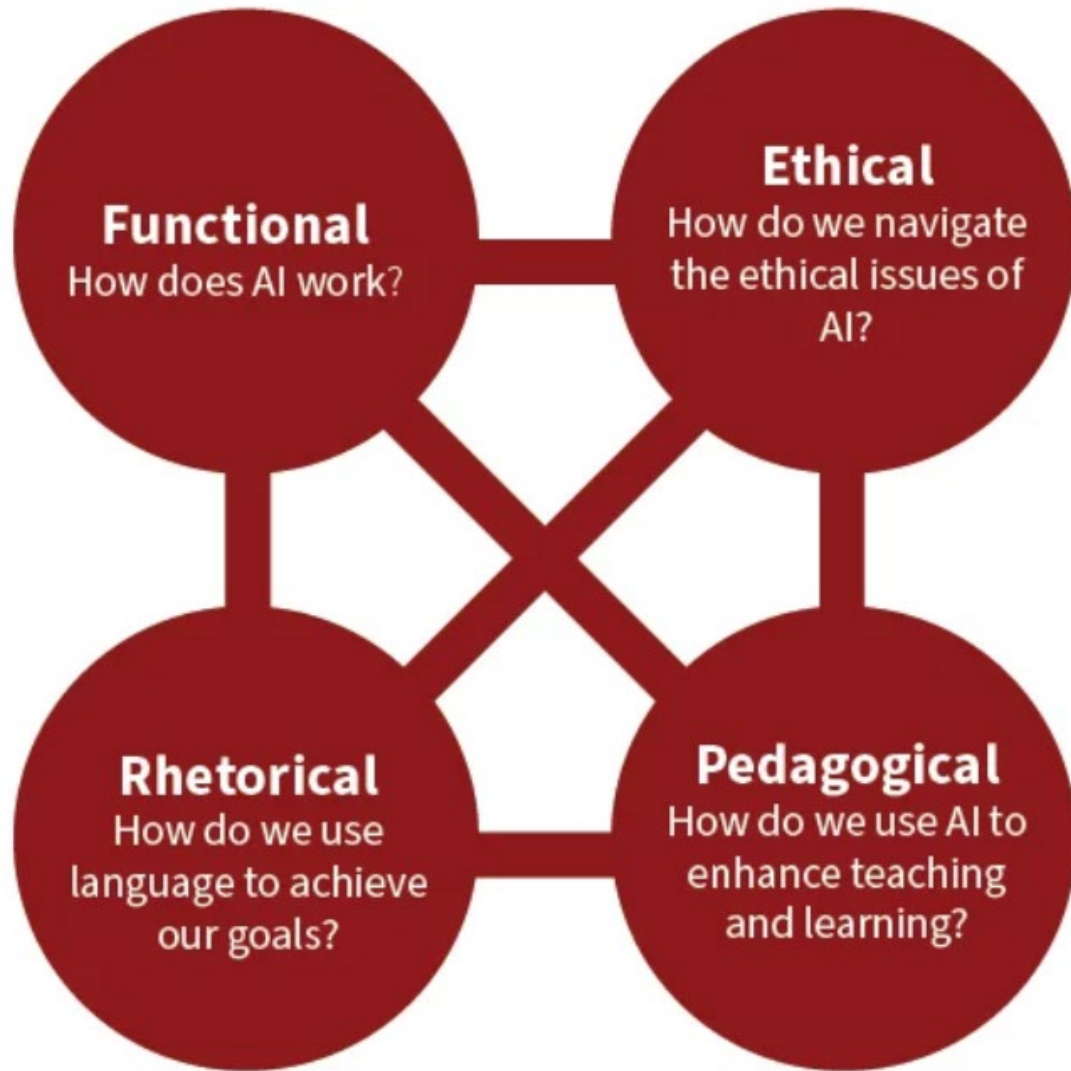 Functional
How does AI work?
Ethical
How do we navigate
the ethical issues of
AI?
Rhetorical
How do we use
language to achieve
our goals?
Pedagogical
How do we use AI to
enhance teaching
and learning?